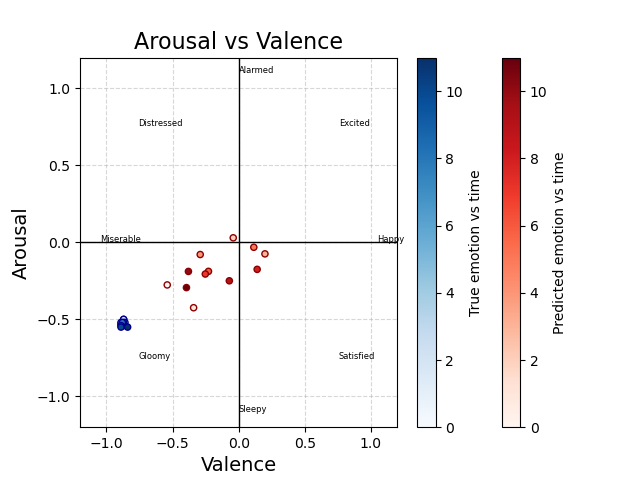 Arousal vs Valence
Alarmed
Distressed
Excited
Miserable
Happy
Gloomy
Satisfied
Sleepy
1.0
0.5
0.0
−0.5
−1.0
Arousal
−1.0 −0.5 0.0 0.5 1.0
Valence
10
8
6
4
2
0
True emotion vs time
10
8
6
4
2
0
Predicted emotion vs time